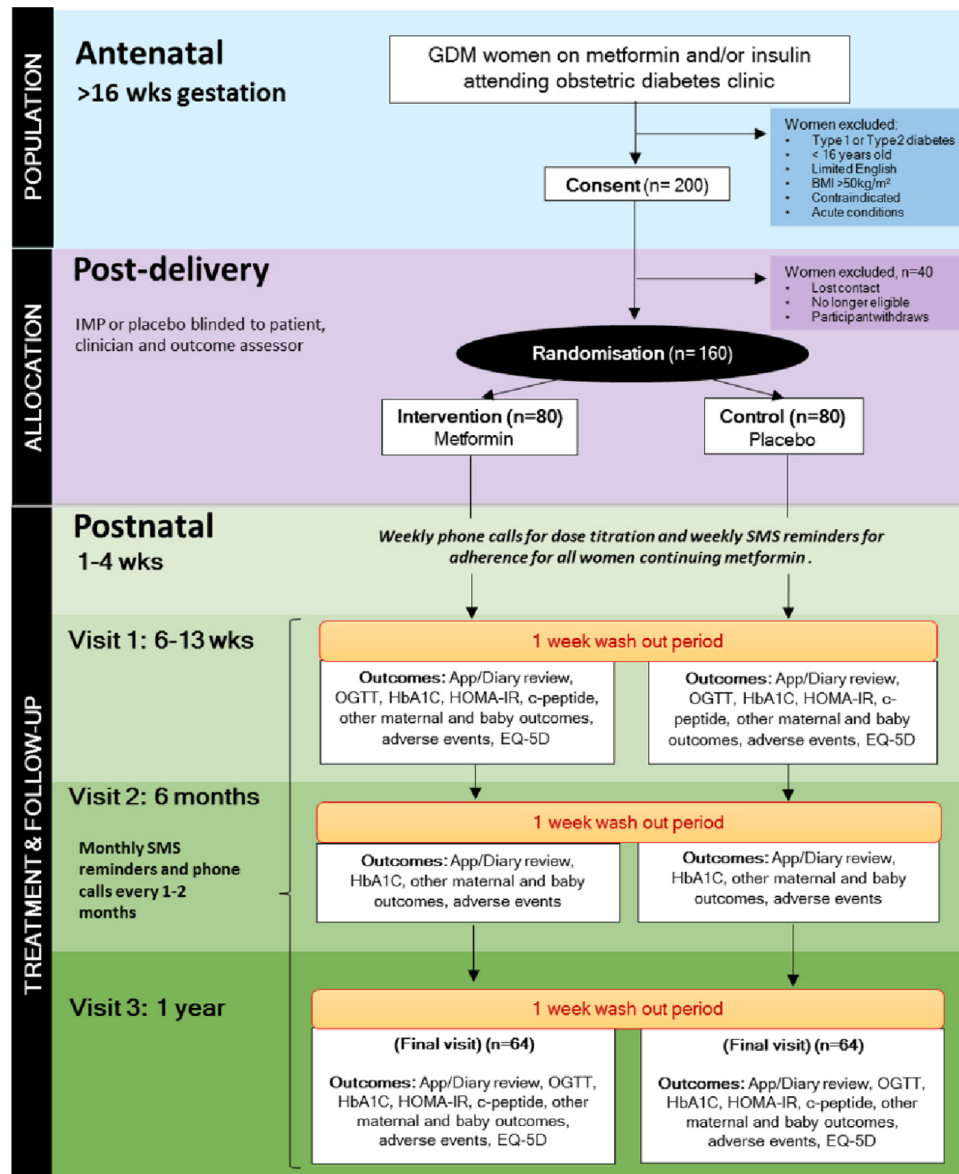 POPULATION
Antenatal
>16 wks gestation
GDM women on metformin and/or insulin
attending obstetric diabetes clinic
Women excluded:
• Type 1 or Type 2 diabetes
• < 16 years old
• Limited English
• BMI >50kg/m²
• Contraindicated
• Acute conditions
Consent (n= 200)
ALLOCATION
Post-delivery
IMP or placebo blinded to patient,
clinician and outcome assessor
Women excluded, n=40
• Lost contact
• No longer eligible
• Participant withdraws
Randomisation (n= 160)
Intervention (n=80)
Metformin
Control (n=80)
Placebo
TREATMENT & FOLLOW-UP
Postnatal
1-4 wks
Weekly phone calls for dose titration and weekly SMS reminders for
adherence for all women continuing metformin .
Visit 1: 6-13 wks
1 week wash out period
Outcomes: App/Diary review,
OGTT, HbA1C, HOMA-IR, c-peptide,
other maternal and baby outcomes,
adverse events, EQ-5D
Outcomes: App/Diary review,
OGTT, HbA1C, HOMA-IR, c-
peptide, other maternal and baby
outcomes, adverse events, EQ-5D
Visit 2: 6 months
Monthly SMS
reminders and phone
calls every 1-2
months
1 week wash out period
Outcomes: App/Diary review,
HbA1C, other maternal and baby
outcomes, adverse events
Outcomes: App/Diary review,
HbA1C, other maternal and baby
outcomes, adverse events
Visit 3: 1 year
1 week wash out period
(Final visit) (n=64)
Outcomes: App/Diary review, OGTT,
HbA1C, HOMA-IR, c-peptide, other
maternal and baby outcomes,
adverse events, EQ-5D
(Final visit) (n=64)
Outcomes: App/Diary review, OGTT,
HbA1C, HOMA-IR, c-peptide, other
maternal and baby outcomes,
adverse events, EQ-5D